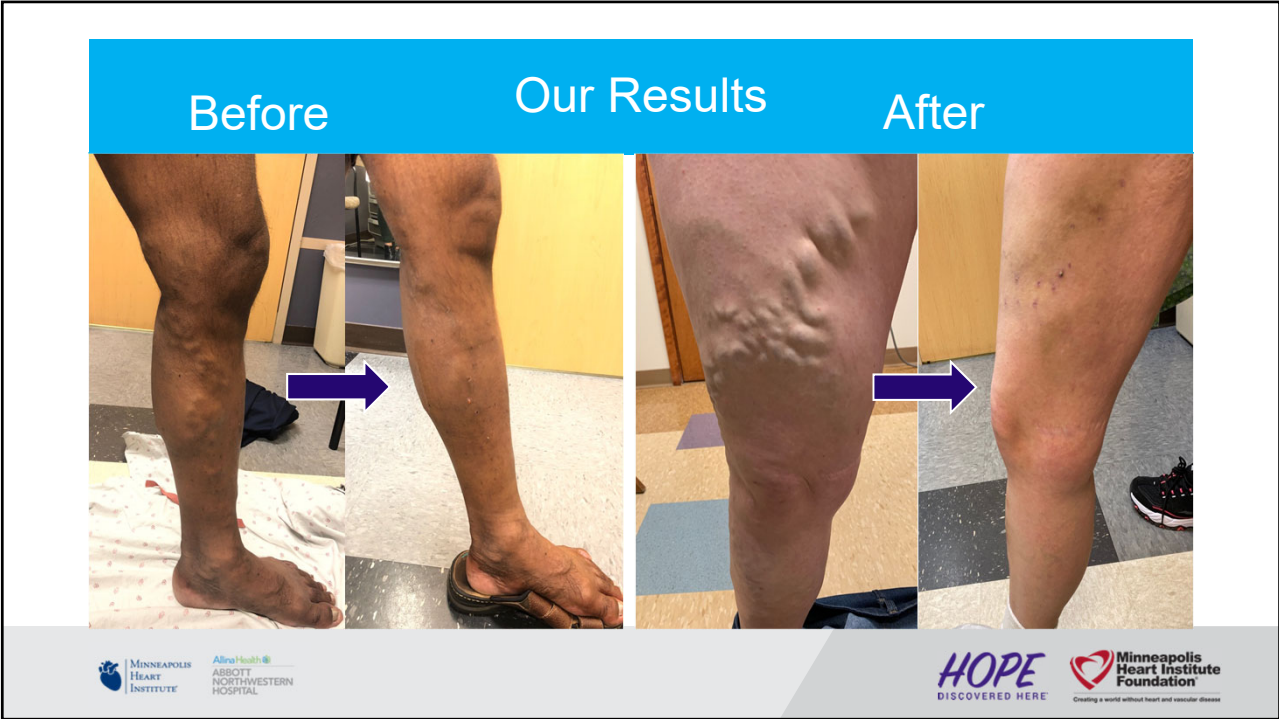 Our Results
Before
After
MINNEAPOLIS
HEART
INSTITUTE®
Allina Health
ABBOTT
NORTHWESTERN
HOSPITAL
HOPE
DISCOVERED HERE
Minneapolis
Heart Institute
Foundation®
Creating a world without heart and vascular disease